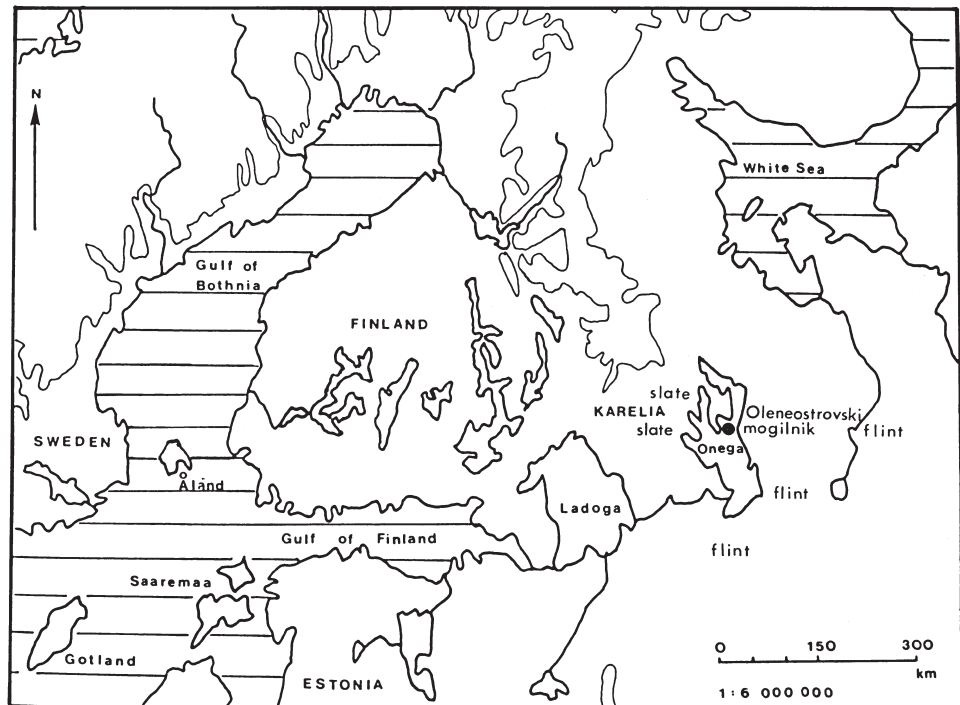 N
White Sea
Gulf of
Bothnia
FINLAND
slate
KARELIA
slate
Oleneostrovski
mogilnik
flint
Onega
SWEDEN
Åland
flint
Ladoga
Gulf of Finland
flint
Saaremaa
Gotland
ESTONIA
0 150 300
km
1:6 000 000